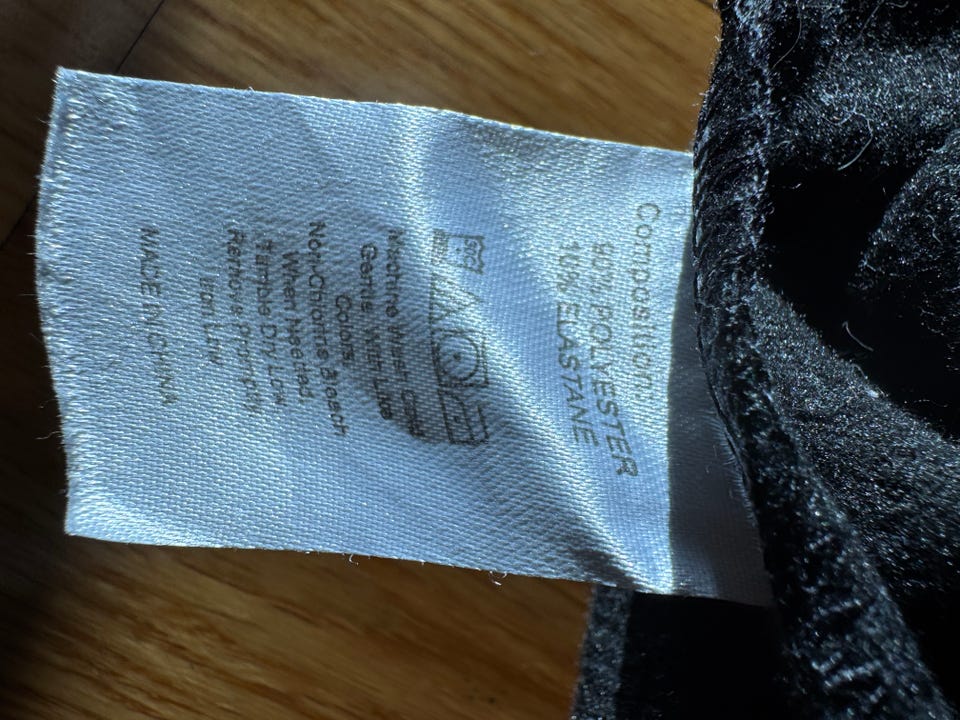 Composition:
90% POLYESTER
10% ELASTANE
Machine Wash Cold
Gentle With Like
Colors
Non-Chlorine Bleach
When Needed
Tumble Dry Low
Remove Promptly
Iron Low
MADE IN CHINA